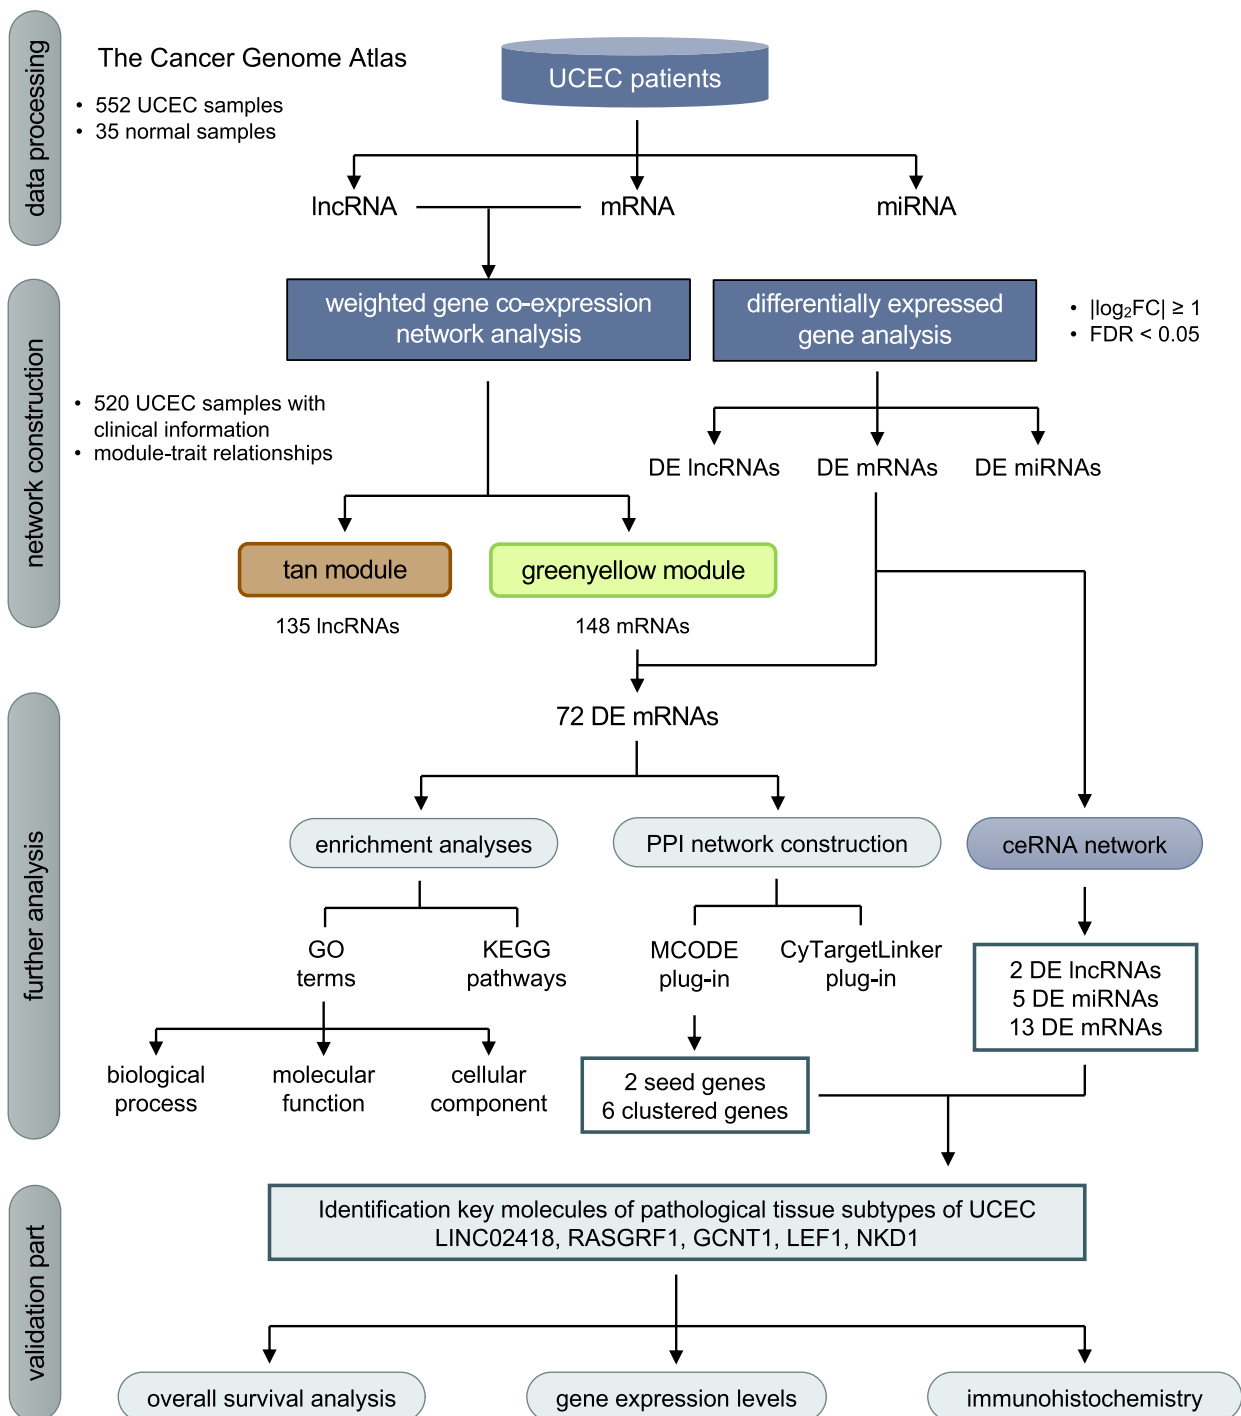 data processing
The Cancer Genome Atlas
• 552 UCEC samples
• 35 normal samples
UCEC patients
lncRNA
mRNA
miRNA
network construction
weighted gene co-expression
network analysis
differentially expressed
gene analysis
• |log₂FC| ≥ 1
• FDR < 0.05
• 520 UCEC samples with
clinical information
• module-trait relationships
DE lncRNAs
DE mRNAs
DE miRNAs
tan module
greenyellow module
135 lncRNAs
148 mRNAs
further analysis
72 DE mRNAs
enrichment analyses
PPI network construction
ceRNA network
GO
terms
KEGG
pathways
MCODE
plug-in
CyTargetLinker
plug-in
2 DE lncRNAs
5 DE miRNAs
13 DE mRNAs
biological
process
molecular
function
cellular
component
2 seed genes
6 clustered genes
validation part
Identification key molecules of pathological tissue subtypes of UCEC
LINC02418, RASGRF1, GCNT1, LEF1, NKD1
overall survival analysis
gene expression levels
immunohistochemistry